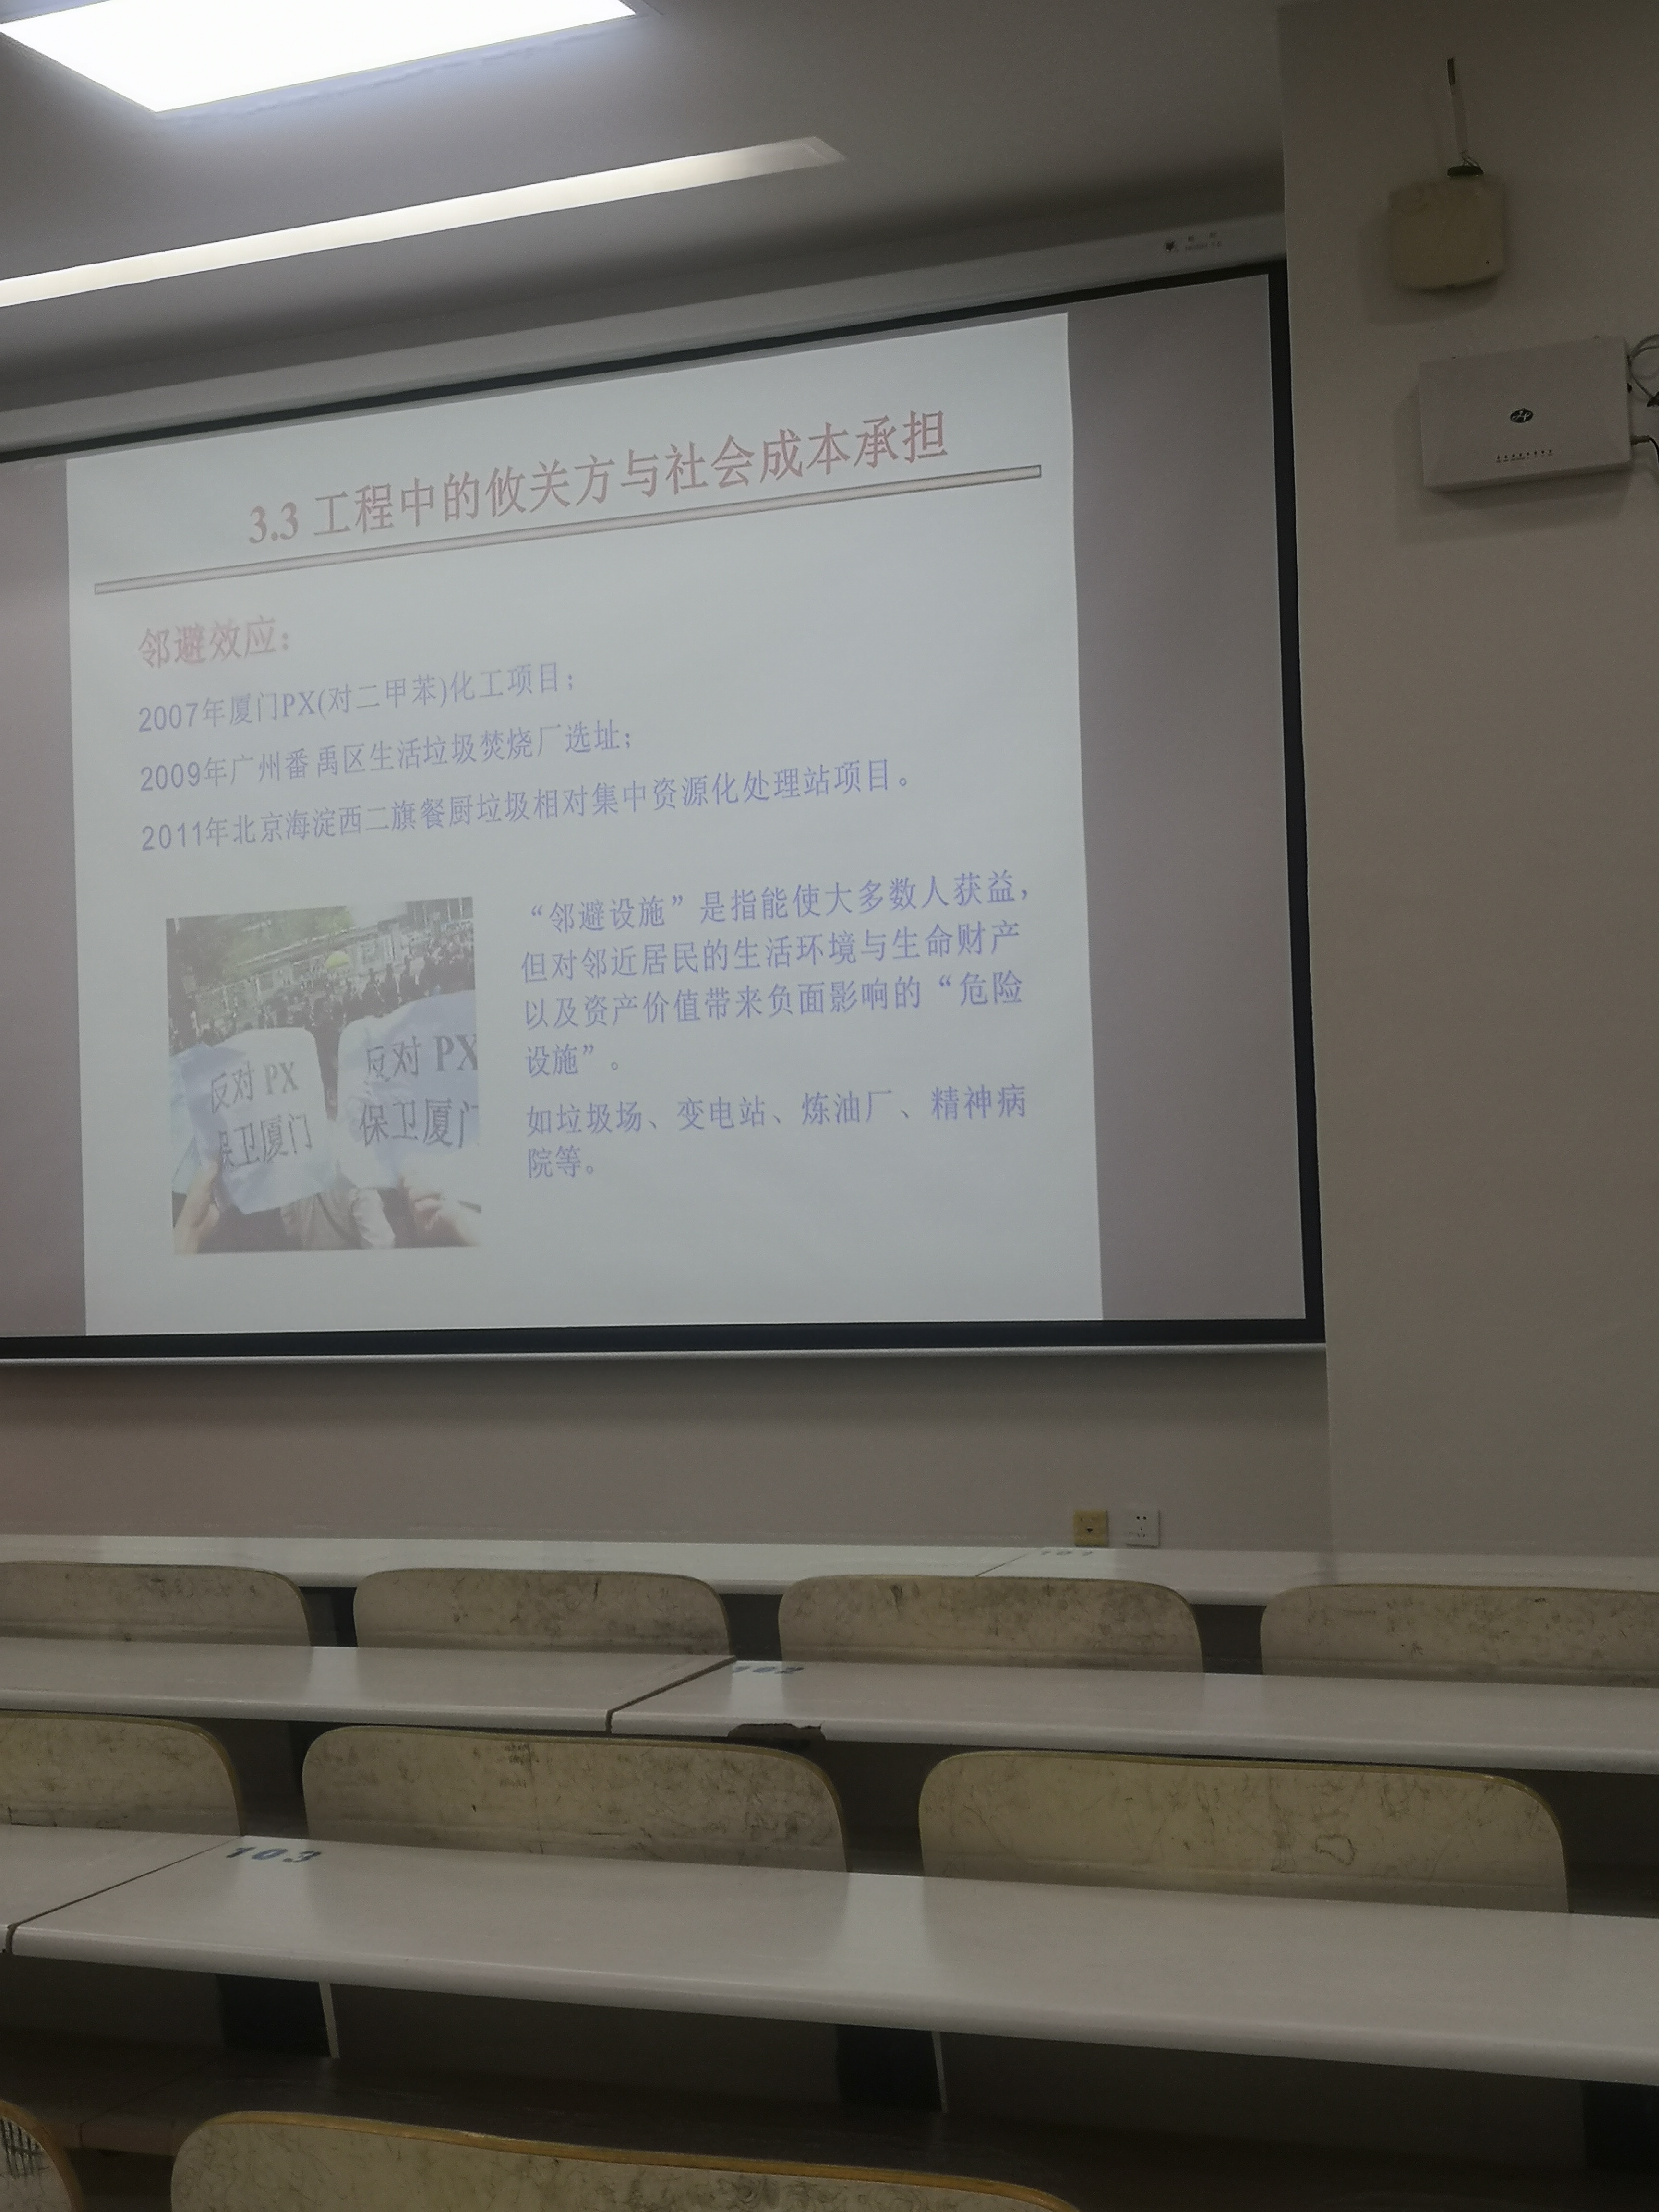 3.3 工程中的攸关方与社会成本承担
邻避效应：
2007年厦门PX(对二甲苯)化工项目；
2009年广州番禺区生活垃圾焚烧厂选址；
2011年北京海淀西二旗餐厨垃圾相对集中资源化处理站项目。
“邻避设施”是指能使大多数人获益，
但对邻近居民的生活环境与生命财产
以及资产价值带来负面影响的“危险
设施”。
如垃圾场、变电站、炼油厂、精神病
院等。
反对 PX
保卫厦门
反对 PX
保卫厦门
101
102
103